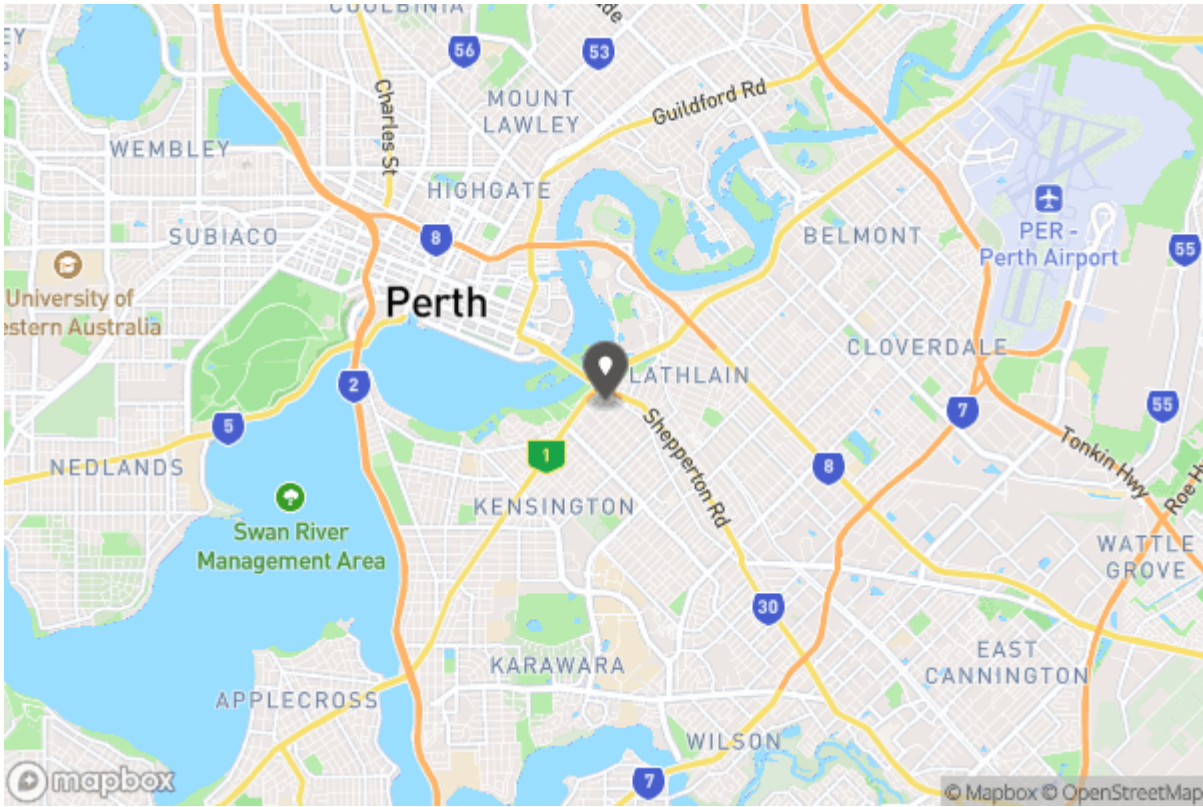 COOLBINIA
56
53
Charles St
MOUNT
LAWLEY
Guildford Rd
WEMBLEY
HIGHGATE
SUBIACO
8
BELMONT
PER -
Perth Airport
55
University of
estern Australia
Perth
CLOVERDALE
LATHLAIN
2
7
55
5
Shepperton Rd
Tonkin Hwy
1
8
NEDLANDS
KENSINGTON
Roe H
Swan River
Management Area
WATTLE
GROVE
30
EAST
CANNINGTON
KARAWARA
APPLECROSS
WILSON
7
mapbox
© Mapbox © OpenStreetMap